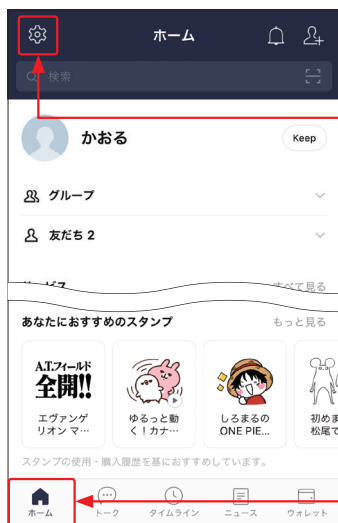 ホーム
検索
かおる
Keep
グループ
友だち 2
すべて見る
あなたにおすすめのスタンプ
もっと見る
A.T.フィールド
全開!!
エヴァンゲ
リオン マ…
ゆるっと動
く！カナ…
しろまるの
ONE PIE...
初めま
松尾て
スタンプの使用・購入履歴を基におすすめしています。
ホーム
トーク
タイムライン
ニュース
ウォレット